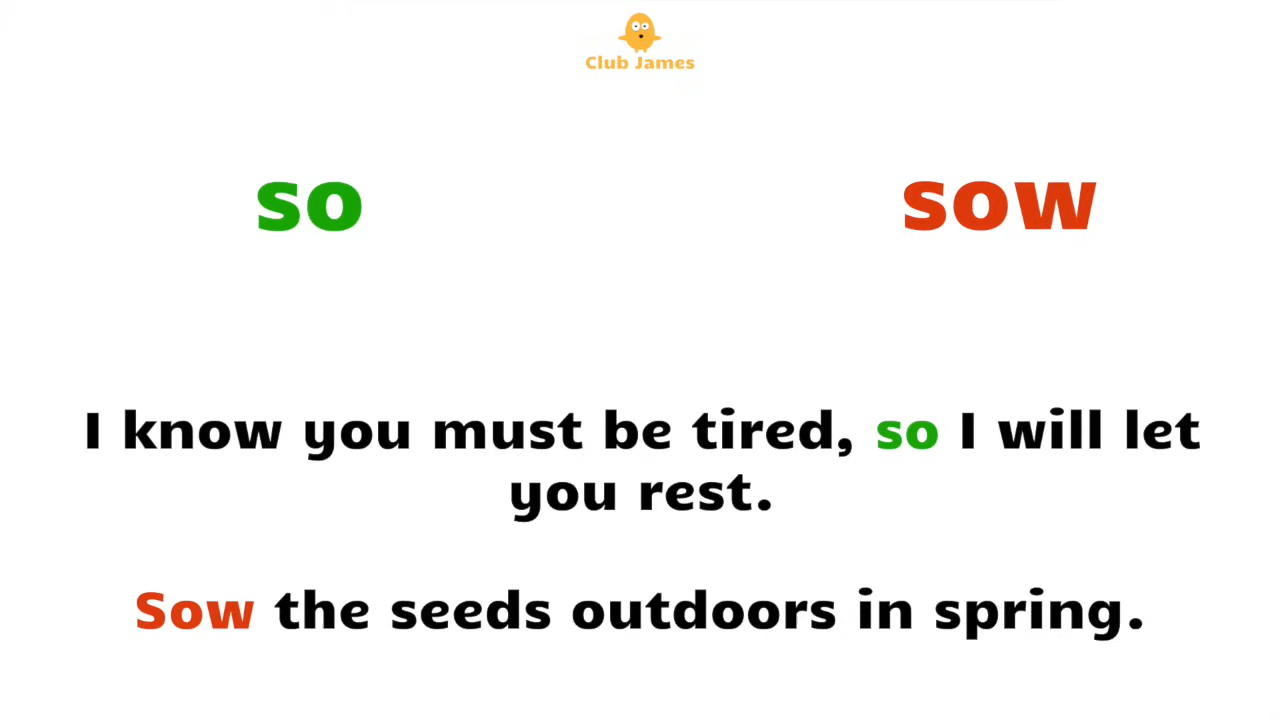 Club James
so
sow
I know you must be tired, so I will let
you rest.
Sow the seeds outdoors in spring.